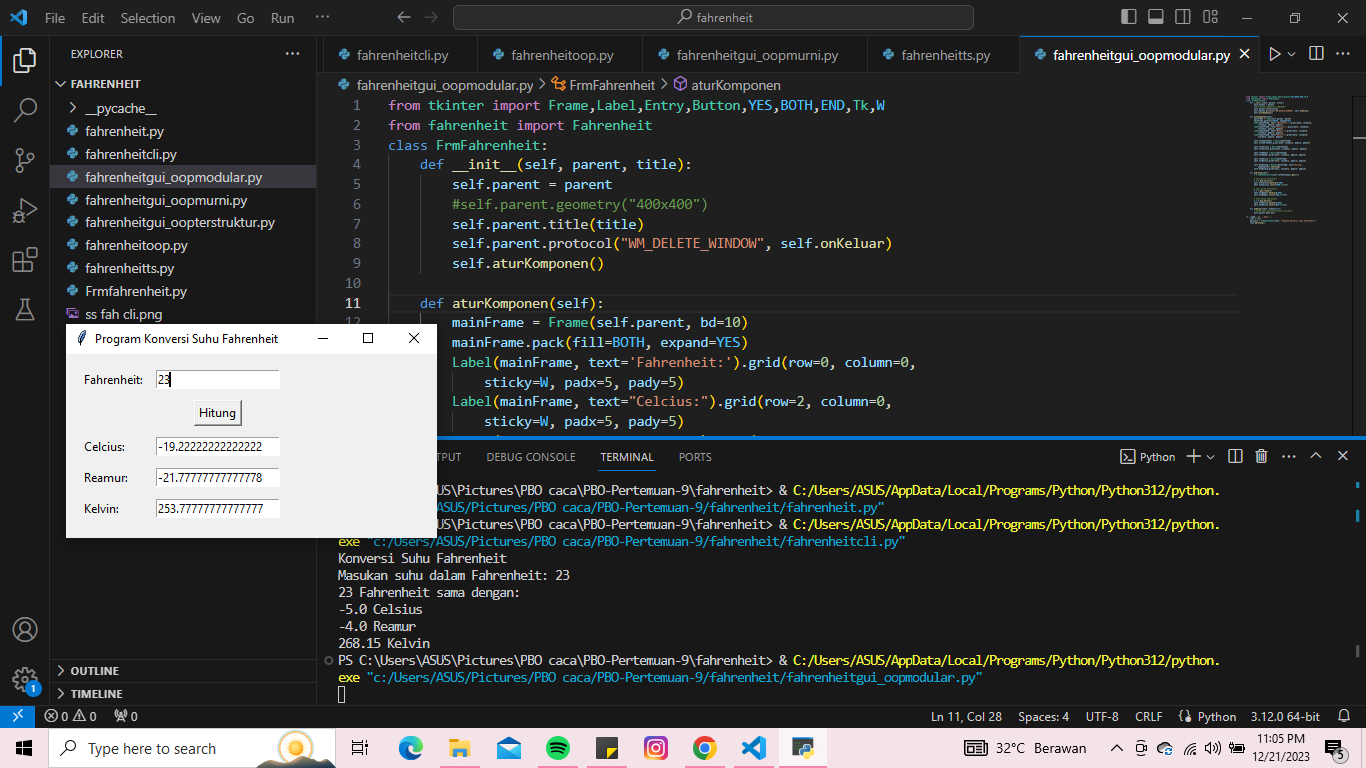 File Edit Selection View Go Run ···
fahrenheit
EXPLORER
FAHRENHEIT
__pycache__
fahrenheit.py
fahrenheitcli.py
fahrenheitgui_oopmodular.py
fahrenheitgui_oopmurni.py
fahrenheitgui_oopterstruktur.py
fahrenheitoop.py
fahrenheitts.py
Frmfahrenheit.py
ss fah cli.png
OUTLINE
TIMELINE
fahrenheitcli.py fahrenheitoop.py fahrenheitgui_oopmurni.py fahrenheitts.py fahrenheitgui_oopmodular.py
fahrenheitgui_oopmodular.py > FrmFahrenheit > aturKomponen
1 from tkinter import Frame,Label,Entry,Button,YES,BOTH,END,Tk,W
2 from fahrenheit import Fahrenheit
3 class FrmFahrenheit:
4 def __init__(self, parent, title):
5 self.parent = parent
6 #self.parent.geometry("400x400")
7 self.parent.title(title)
8 self.parent.protocol("WM_DELETE_WINDOW", self.onKeluar)
9 self.aturKomponen()
10
11 def aturKomponen(self):
12 mainFrame = Frame(self.parent, bd=10)
mainFrame.pack(fill=BOTH, expand=YES)
Label(mainFrame, text='Fahrenheit:').grid(row=0, column=0,
sticky=W, padx=5, pady=5)
Label(mainFrame, text="Celcius:").grid(row=2, column=0,
sticky=W, padx=5, pady=5)
Program Konversi Suhu Fahrenheit
Fahrenheit: 23
Hitung
Celcius: -19.22222222222222
Reamur: -21.77777777777778
Kelvin: 253.77777777777777
TPUT DEBUG CONSOLE TERMINAL PORTS
Python
\ASUS\Pictures\PBO caca\PBO-Pertemuan-9\fahrenheit> & C:/Users/ASUS/AppData/Local/Programs/Python/Python312/python.
/ASUS/Pictures/PBO caca/PBO-Pertemuan-9/fahrenheit/fahrenheit.py"
\ASUS\Pictures\PBO caca\PBO-Pertemuan-9\fahrenheit> & C:/Users/ASUS/AppData/Local/Programs/Python/Python312/python.
exe "c:/Users/ASUS/Pictures/PBO caca/PBO-Pertemuan-9/fahrenheit/fahrenheitcli.py"
Konversi Suhu Fahrenheit
Masukan suhu dalam Fahrenheit: 23
23 Fahrenheit sama dengan:
-5.0 Celsius
-4.0 Reamur
268.15 Kelvin
PS C:\Users\ASUS\Pictures\PBO caca\PBO-Pertemuan-9\fahrenheit> & C:/Users/ASUS/AppData/Local/Programs/Python/Python312/python.
exe "c:/Users/ASUS/Pictures/PBO caca/PBO-Pertemuan-9/fahrenheit/fahrenheitgui_oopmodular.py"
1
0 0 0 Ln 11, Col 28 Spaces: 4 UTF-8 CRLF Python 3.12.0 64-bit
Type here to search
32°C Berawan
11:05 PM
12/21/2023
5